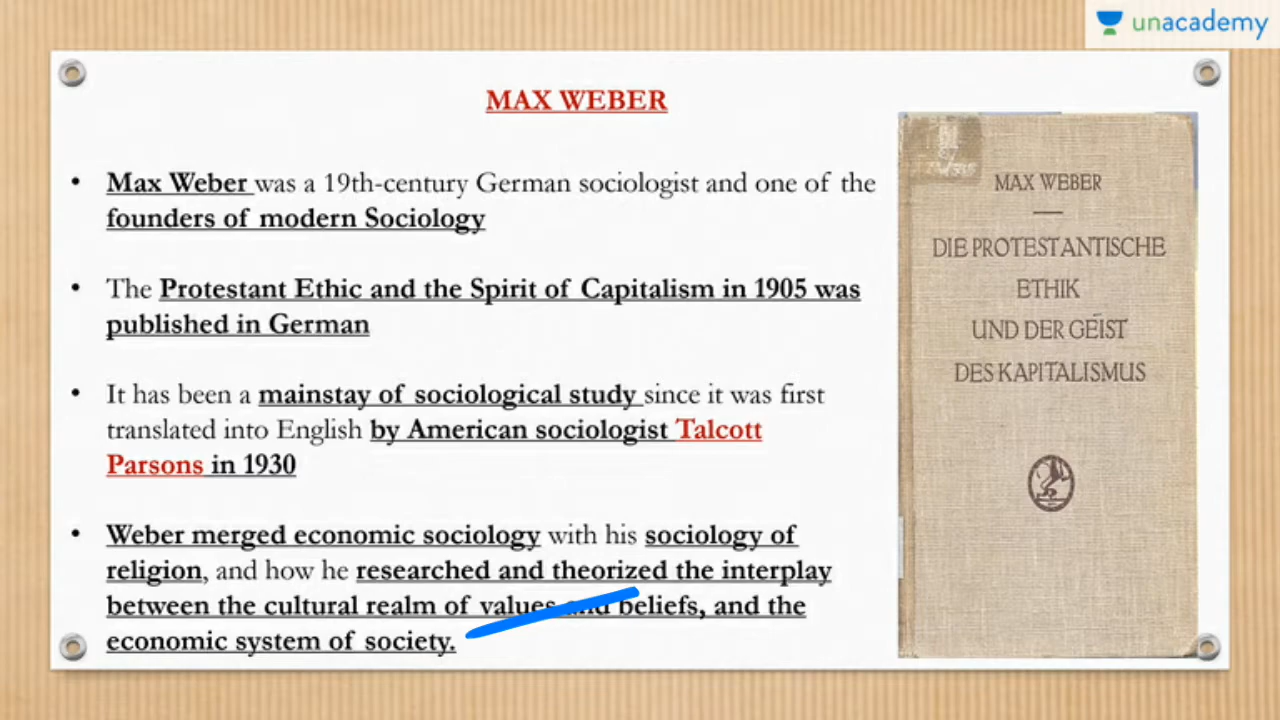 unacademy
MAX WEBER
• Max Weber was a 19th-century German sociologist and one of the
founders of modern Sociology
• The Protestant Ethic and the Spirit of Capitalism in 1905 was
published in German
• It has been a mainstay of sociological study since it was first
translated into English by American sociologist Talcott
Parsons in 1930
• Weber merged economic sociology with his sociology of
religion, and how he researched and theorized the interplay
between the cultural realm of values and beliefs, and the
economic system of society.
MAX WEBER
DIE PROTESTANTISCHE
ETHIK
UND DER GEIST
DES KAPITALISMUS